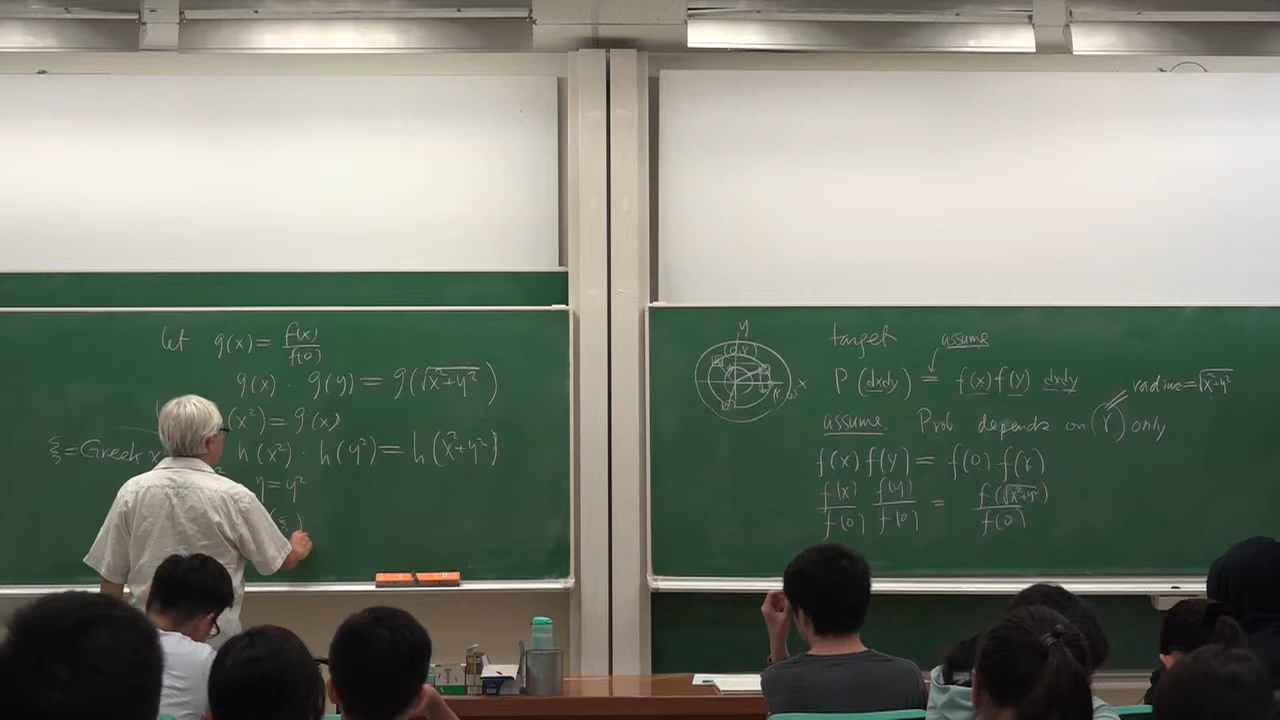 let g(x) = f(x)/f(0)
g(x) · g(y) = g(√x²+y²)
(x²) = g(x)
ξ = Greek x
h(x²) · h(y²) = h(x²+y²)
η = y²
(ξ)
y
x
target
assume
P(dxdy) = f(x) f(y) dxdy
radius = √x²+y²
assume Prob depends on (r) only
f(x) f(y) = f(0) f(r)
f(x)/f(0) f(y)/f(0) = f(√x²+y²)/f(0)